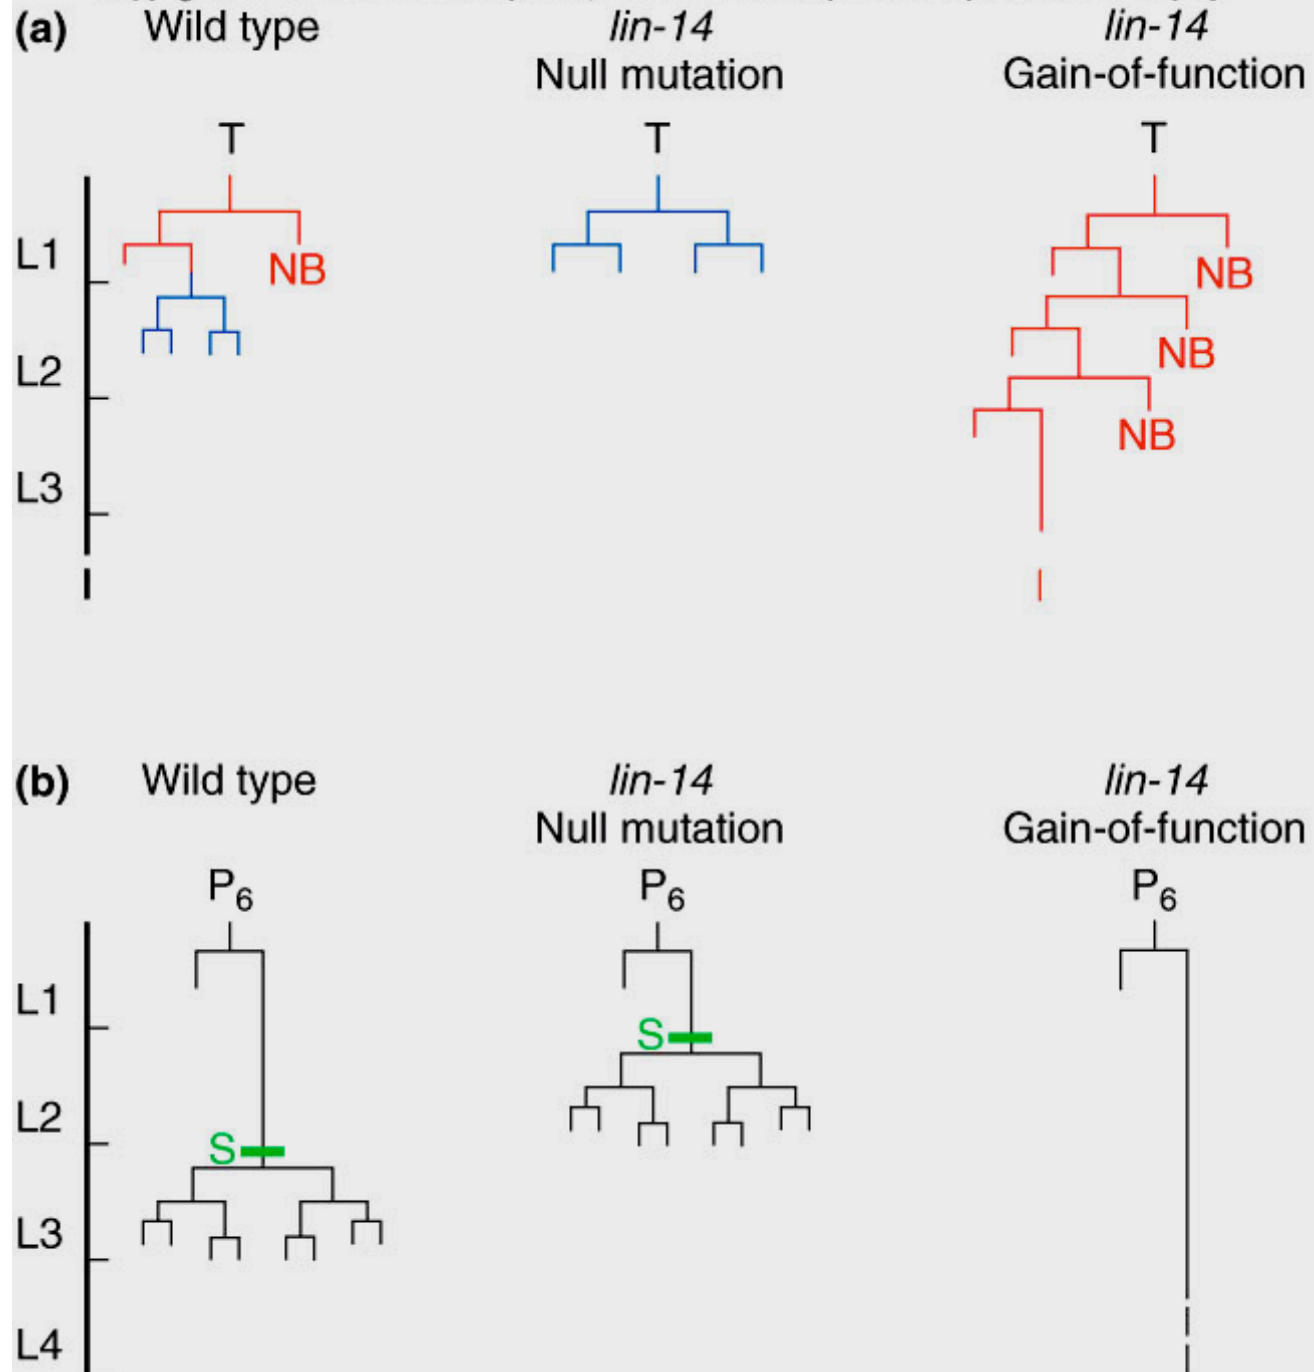 (a) Wild type lin-14 lin-14
Null mutation Gain-of-function
T T T
L1
NB NB
NB
L2
NB
L3
(b) Wild type lin-14 lin-14
Null mutation Gain-of-function
P6 P6 P6
L1
S
L2
S
L3
L4